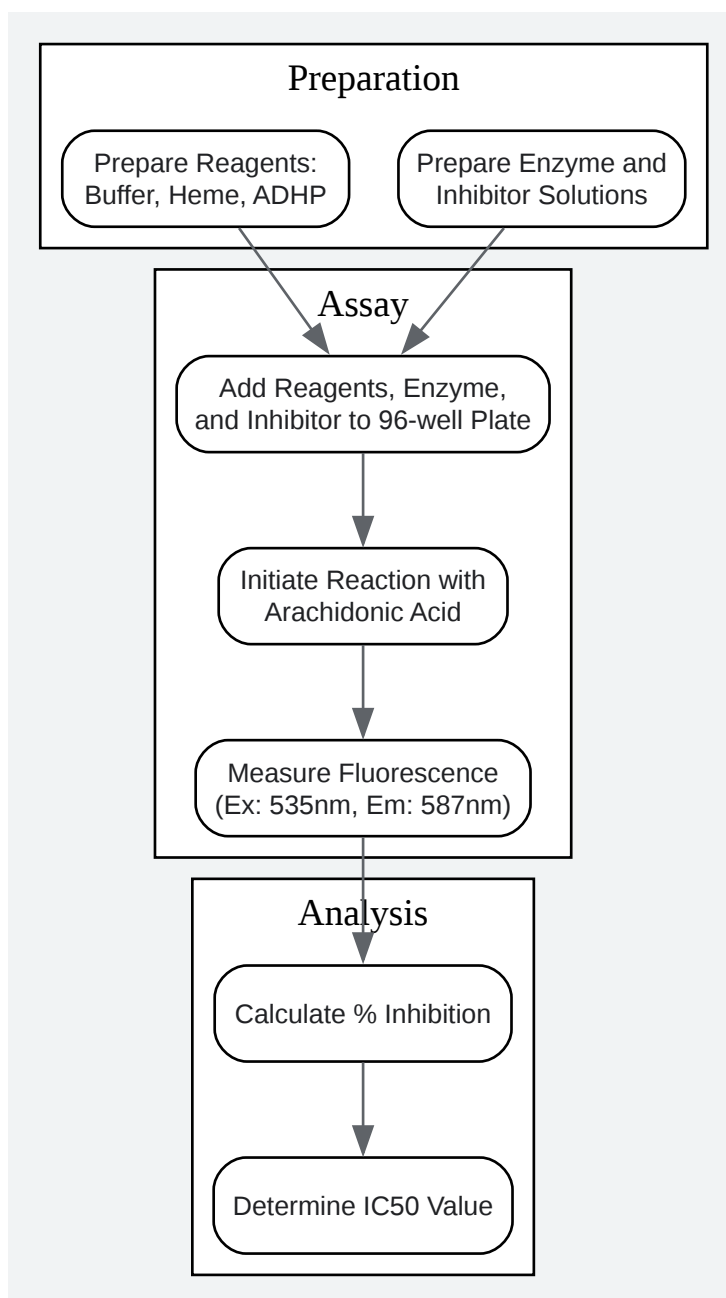 Preparation
Prepare Reagents:
Buffer, Heme, ADHP
Prepare Enzyme and
Inhibitor Solutions
Assay
Add Reagents, Enzyme,
and Inhibitor to 96-well Plate
Initiate Reaction with
Arachidonic Acid
Measure Fluorescence
(Ex: 535nm, Em: 587nm)
Analysis
Calculate % Inhibition
Determine IC50 Value